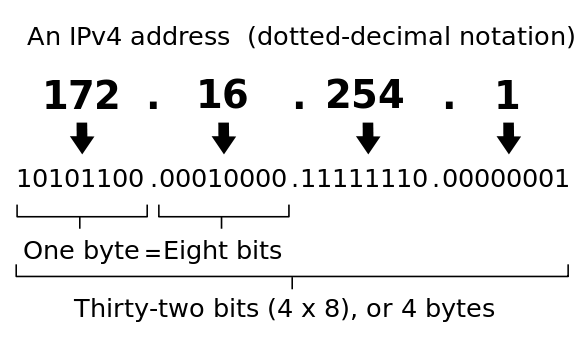 An IPv4 address (dotted-decimal notation)
172 . 16 . 254 . 1
10101100 .00010000 .11111110 .00000001
One byte =Eight bits
Thirty-two bits (4 x 8), or 4 bytes